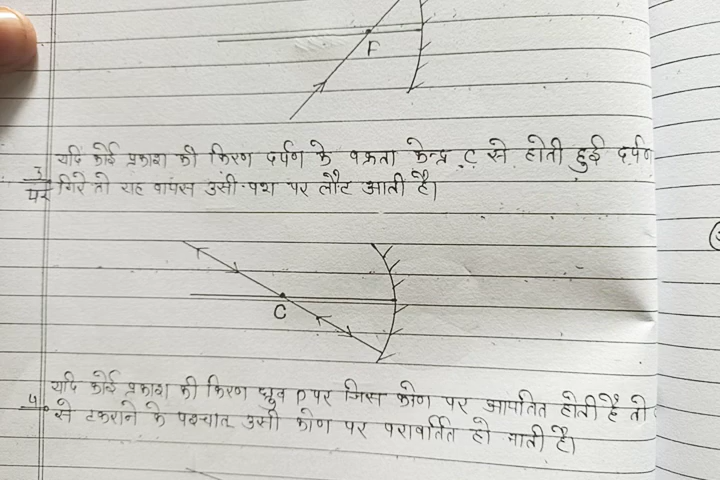 F
3 यदि कोई प्रकाश की किरण दर्पण के वक्रता केन्द्र C से होती हुई दर्पण
पर गिरे तो राह वापस उसी पथ पर लौट आती है।
C
4 यदि कोई प्रकाश की किरण ध्रुव P पर जिस कोण पर आपतित होती है तो
से टकराने के पश्चात उसी कोण पर परावर्तित हो जाती है।